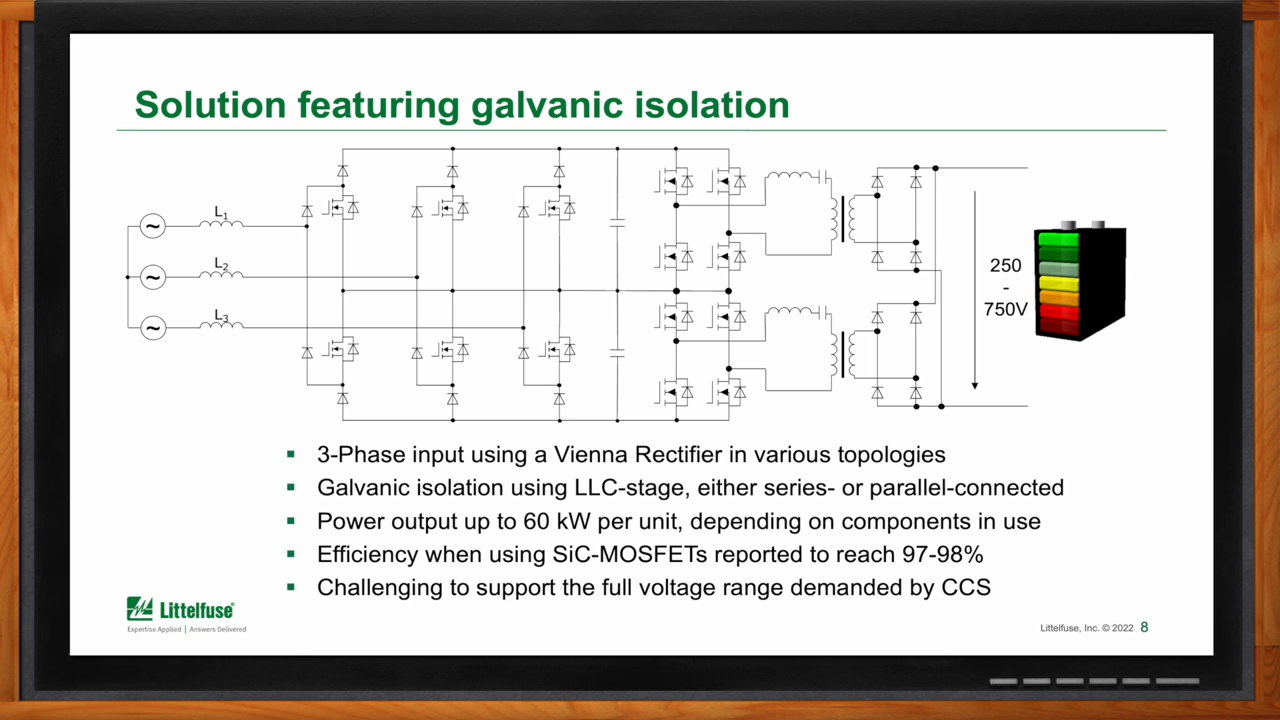 Solution featuring galvanic isolation
L1
L2
L3
~
~
~
250
-
750V
▪ 3-Phase input using a Vienna Rectifier in various topologies
▪ Galvanic isolation using LLC-stage, either series- or parallel-connected
▪ Power output up to 60 kW per unit, depending on components in use
▪ Efficiency when using SiC-MOSFETs reported to reach 97-98%
▪ Challenging to support the full voltage range demanded by CCS
Littelfuse®
Expertise Applied | Answers Delivered
Littelfuse, Inc. © 2022 8